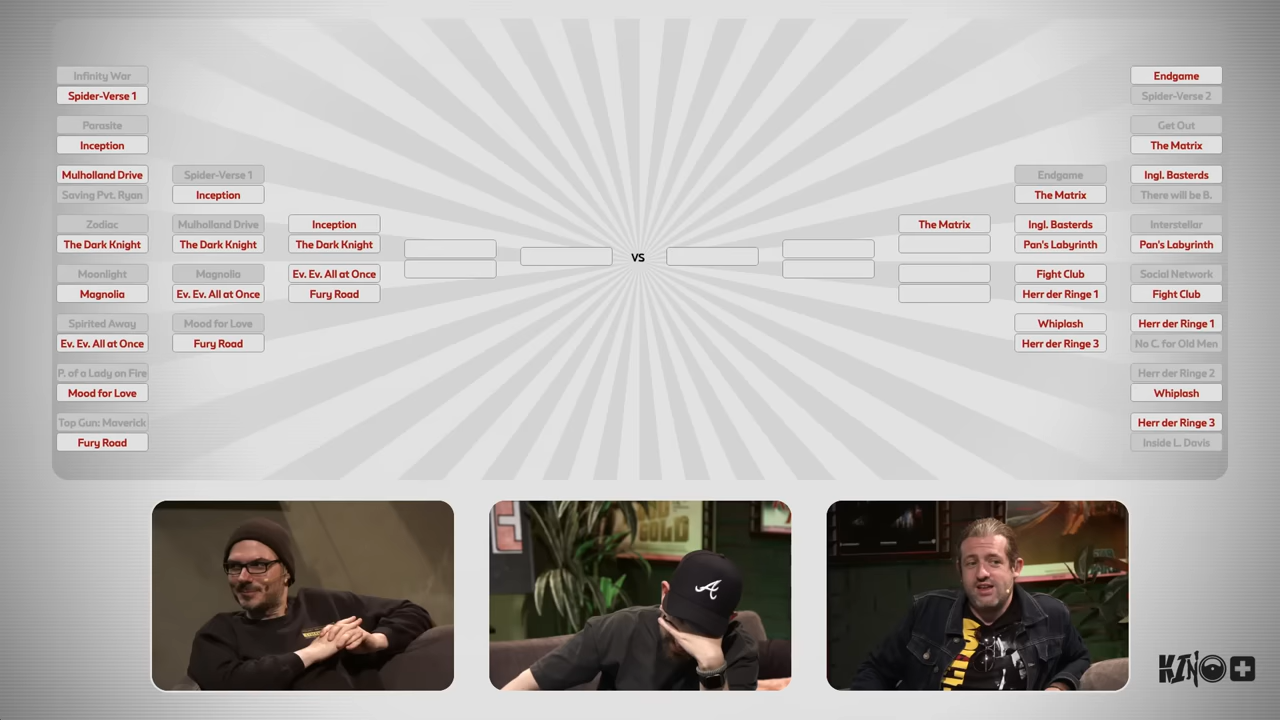 Infinity War
Spider-Verse 1
Parasite
Inception
Mulholland Drive
Saving Pvt. Ryan
Zodiac
The Dark Knight
Moonlight
Magnolia
Spirited Away
Ev. Ev. All at Once
P. of a Lady on Fire
Mood for Love
Top Gun: Maverick
Fury Road
Spider-Verse 1
Inception
Mulholland Drive
The Dark Knight
Magnolia
Ev. Ev. All at Once
Mood for Love
Fury Road
Inception
The Dark Knight
Ev. Ev. All at Once
Fury Road
VS
The Matrix
Endgame
The Matrix
Ingl. Basterds
Pan's Labyrinth
Fight Club
Herr der Ringe 1
Whiplash
Herr der Ringe 3
Endgame
Spider-Verse 2
Get Out
The Matrix
Ingl. Basterds
There will be B.
Interstellar
Pan's Labyrinth
Social Network
Fight Club
Herr der Ringe 1
No C. for Old Men
Herr der Ringe 2
Whiplash
Herr der Ringe 3
Inside L. Davis
GOLD
A
KINO+